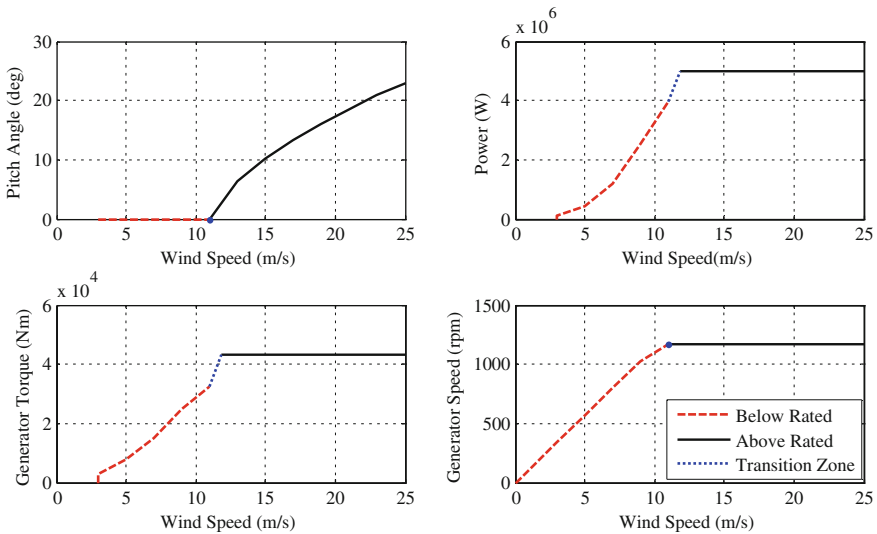 30
20
10
0
Pitch Angle (deg)
0 5 10 15 20 25
Wind Speed (m/s)
x 10^6
6
4
2
0
Power (W)
0 5 10 15 20 25
Wind Speed(m/s)
x 10^4
6
4
2
0
Generator Torque (Nm)
0 5 10 15 20 25
Wind Speed (m/s)
1500
1000
500
0
Generator Speed (rpm)
Below Rated
Above Rated
Transition Zone
0 5 10 15 20 25
Wind Speed (m/s)